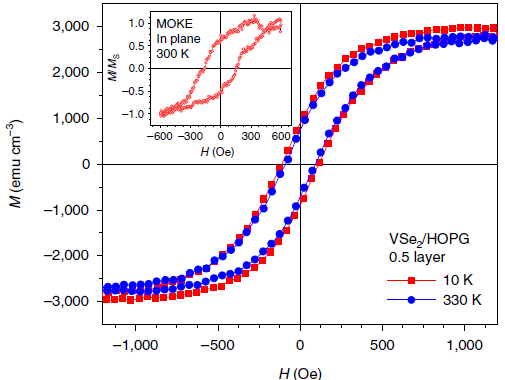 3,000
2,000
1,000
0
−1,000
−2,000
−3,000
M (emu cm⁻³)
−1,000
−500
0
500
1,000
H (Oe)
MOKE
In plane
300 K
1.0
0.5
0.0
−0.5
−1.0
M/Mₛ
−600 −300 0 300 600
H (Oe)
VSe₂/HOPG
0.5 layer
10 K
330 K